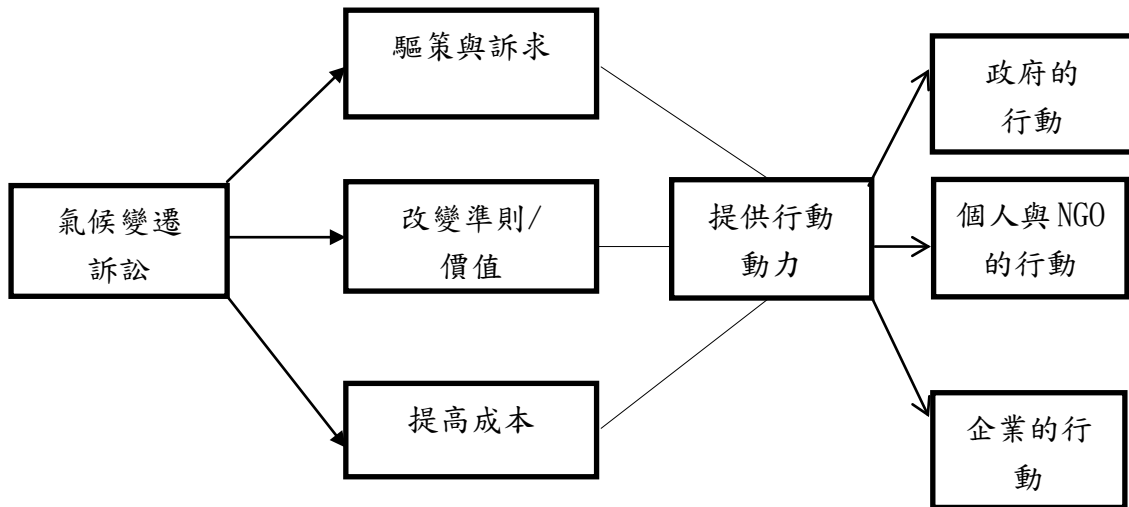 驅策與訴求
政府的
行動
氣候變遷
訴訟
改變準則/
價值
提供行動
動力
個人與NGO
的行動
提高成本
企業的行
動